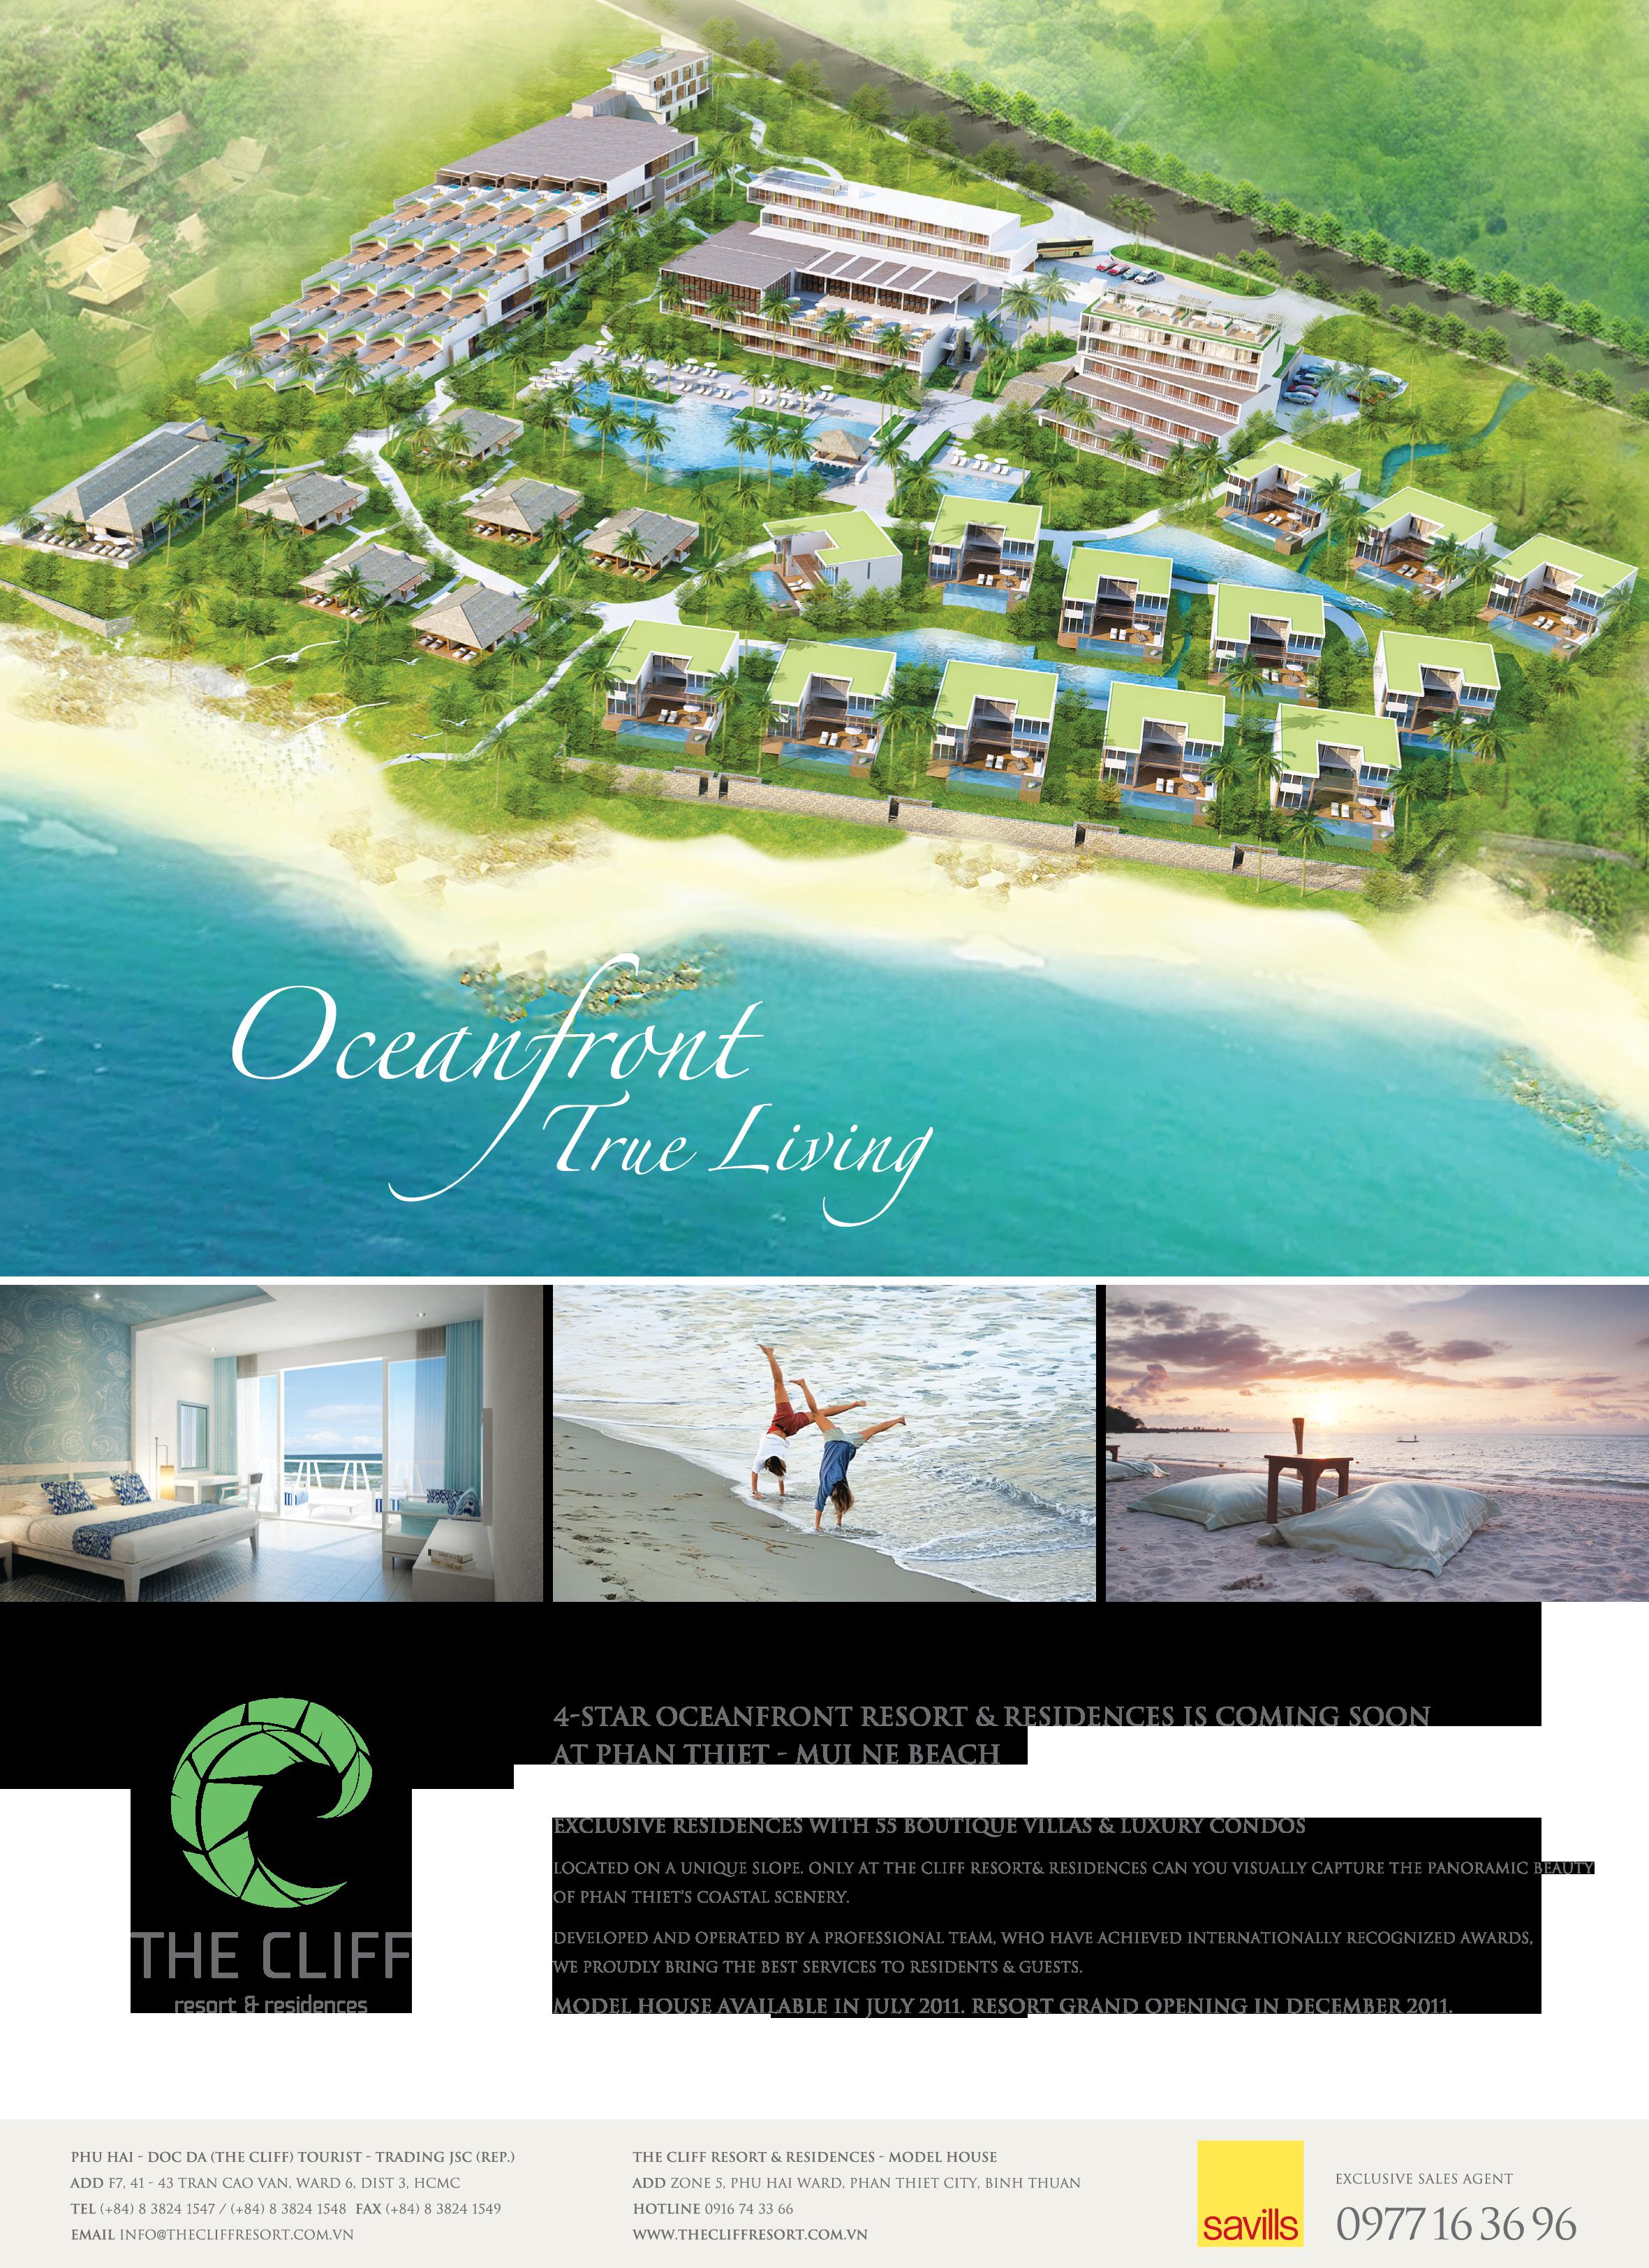 Oceanfront
True Living
4-STAR OCEANFRONT RESORT & RESIDENCES IS COMING SOON
AT PHAN THIET - MUI NE BEACH
EXCLUSIVE RESIDENCES WITH 55 BOUTIQUE VILLAS & LUXURY CONDOS
LOCATED ON A UNIQUE SLOPE. ONLY AT THE CLIFF RESORT& RESIDENCES CAN YOU VISUALLY CAPTURE THE PANORAMIC BEAUTY
OF PHAN THIET'S COASTAL SCENERY.
DEVELOPED AND OPERATED BY A PROFESSIONAL TEAM, WHO HAVE ACHIEVED INTERNATIONALLY RECOGNIZED AWARDS,
WE PROUDLY BRING THE BEST SERVICES TO RESIDENTS & GUESTS.
MODEL HOUSE AVAILABLE IN JULY 2011. RESORT GRAND OPENING IN DECEMBER 2011.
THE CLIFF
resort & residences
PHU HAI - DOC DA (THE CLIFF) TOURIST - TRADING JSC (REP.)
ADD F7, 41 - 43 TRAN CAO VAN, WARD 6, DIST 3, HCMC
TEL (+84) 8 3824 1547 / (+84) 8 3824 1548 FAX (+84) 8 3824 1549
EMAIL INFO@THECLIFFRESORT.COM.VN
THE CLIFF RESORT & RESIDENCES - MODEL HOUSE
ADD ZONE 5, PHU HAI WARD, PHAN THIET CITY, BINH THUAN
HOTLINE 0916 74 33 66
WWW.THECLIFFRESORT.COM.VN
savills
EXCLUSIVE SALES AGENT
0977 16 36 96